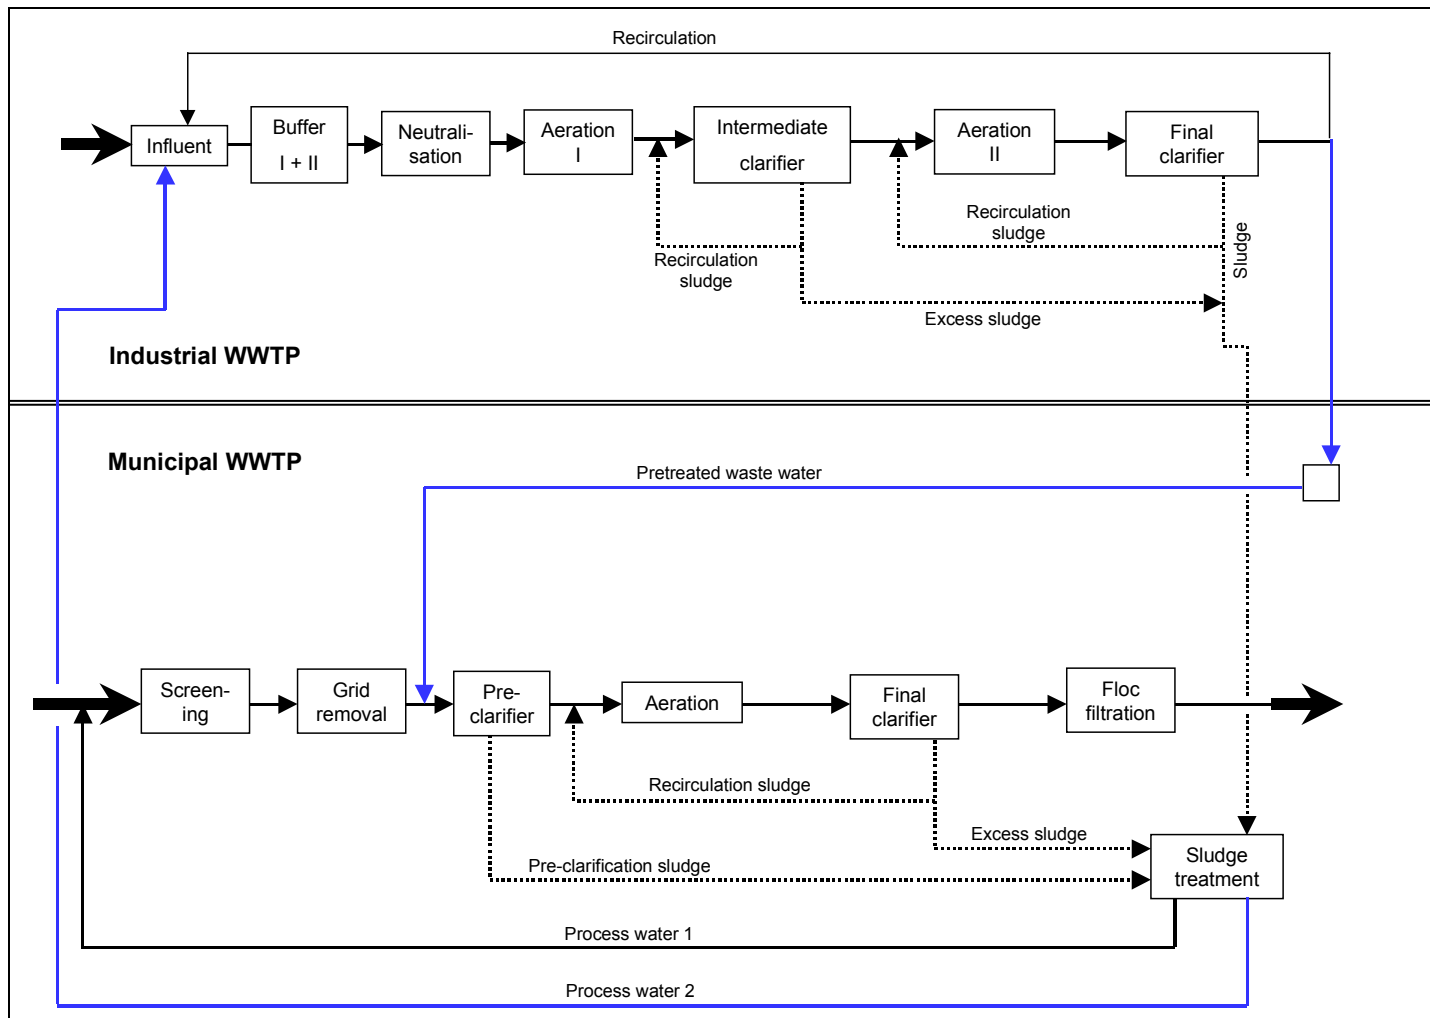 Recirculation
Influent
Buffer
I + II
Neutrali-
sation
Aeration
I
Intermediate
clarifier
Aeration
II
Final
clarifier
Recirculation
sludge
Recirculation
sludge
Sludge
Excess sludge
Industrial WWTP
Municipal WWTP
Pretreated waste water
Screen-
ing
Grid
removal
Pre-
clarifier
Aeration
Final
clarifier
Floc
filtration
Recirculation sludge
Excess sludge
Pre-clarification sludge
Sludge
treatment
Process water 1
Process water 2